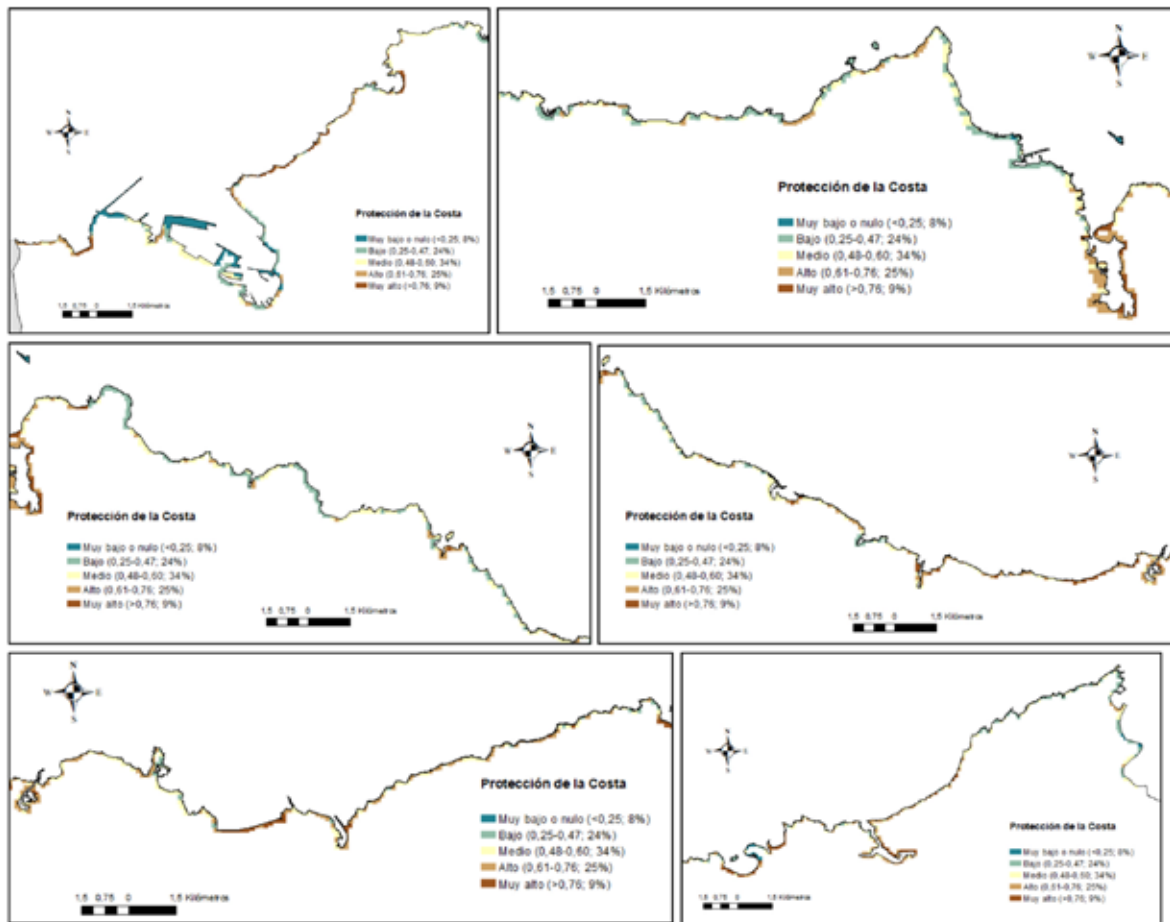 N
W E
S
Protección de la Costa
Muy bajo o nulo (<0,25; 8%)
Bajo (0,25-0,47; 24%)
Medio (0,48-0,60; 34%)
Alto (0,61-0,76; 25%)
Muy alto (>0,76; 9%)
1,5 0,75 0 1,5 Kilómetros
N
W E
S
Protección de la Costa
Muy bajo o nulo (<0,25; 8%)
Bajo (0,25-0,47; 24%)
Medio (0,48-0,60; 34%)
Alto (0,61-0,76; 25%)
Muy alto (>0,76; 9%)
1,5 0,75 0 1,5 Kilómetros
N
W E
S
Protección de la Costa
Muy bajo o nulo (<0,25; 8%)
Bajo (0,25-0,47; 24%)
Medio (0,48-0,60; 34%)
Alto (0,61-0,76; 25%)
Muy alto (>0,76; 9%)
1,5 0,75 0 1,5 Kilómetros
N
W E
S
Protección de la Costa
Muy bajo o nulo (<0,25; 8%)
Bajo (0,25-0,47; 24%)
Medio (0,48-0,60; 34%)
Alto (0,61-0,76; 25%)
Muy alto (>0,76; 9%)
1,5 0,75 0 1,5 Kilómetros
N
W E
S
Protección de la Costa
Muy bajo o nulo (<0,25; 8%)
Bajo (0,25-0,47; 24%)
Medio (0,48-0,60; 34%)
Alto (0,61-0,76; 25%)
Muy alto (>0,76; 9%)
1,5 0,75 0 1,5 Kilómetros
N
W E
S
Protección de la Costa
Muy bajo o nulo (<0,25; 8%)
Bajo (0,25-0,47; 24%)
Medio (0,48-0,60; 34%)
Alto (0,61-0,76; 25%)
Muy alto (>0,76; 9%)
1,5 0,75 0 1,5 Kilómetros